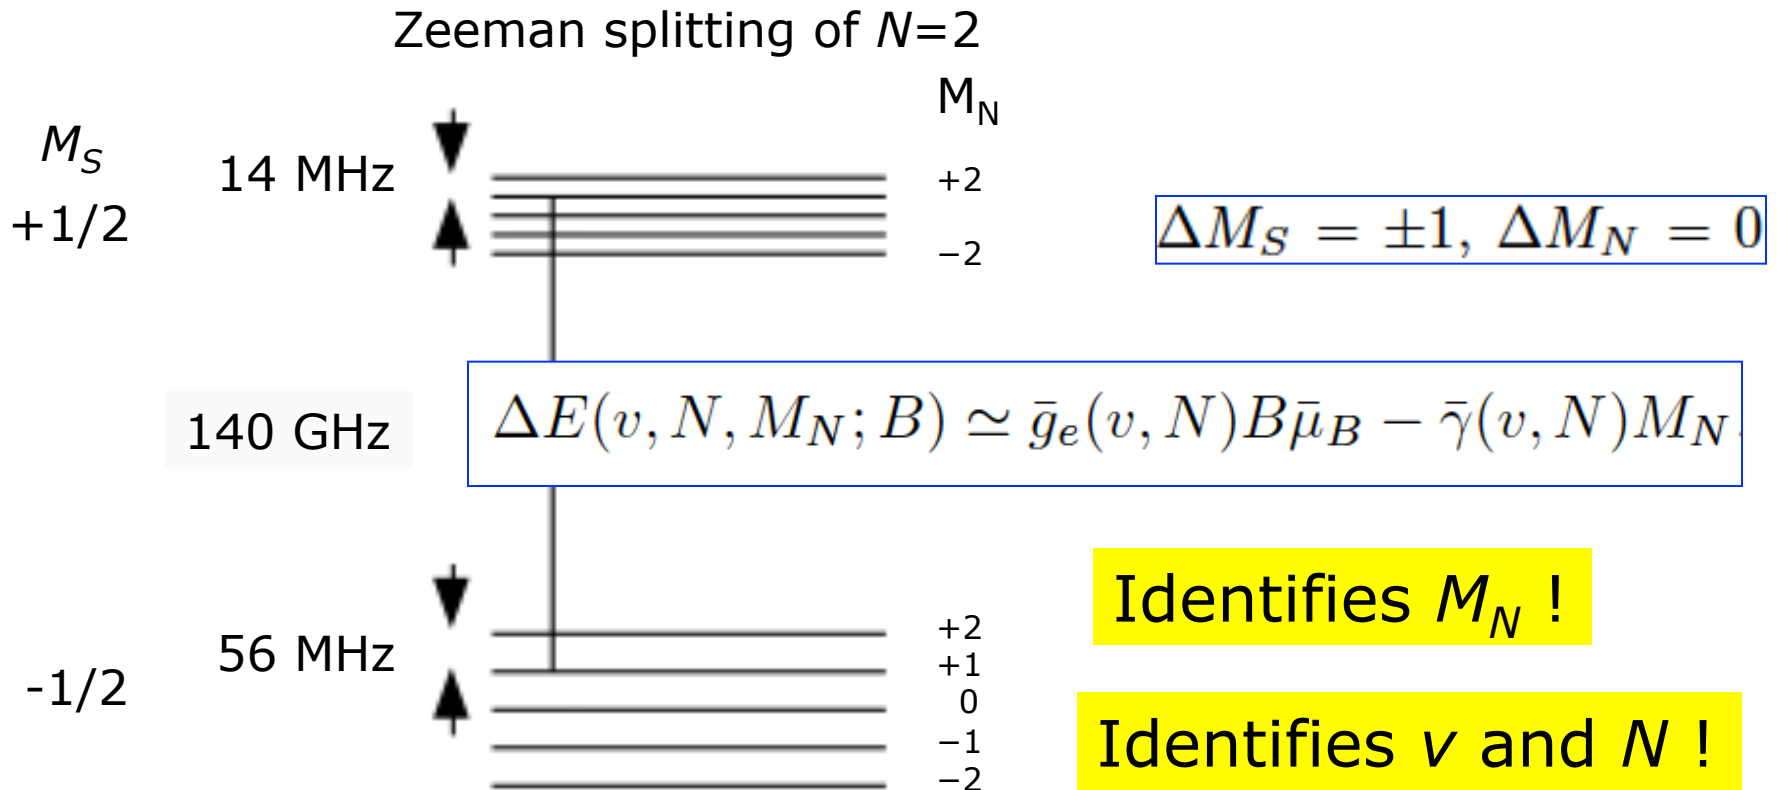 Zeeman splitting of N=2
M_N
M_S
14 MHz
+2
+1/2
−2
ΔM_S = ±1, ΔM_N = 0
140 GHz
ΔE(v, N, M_N; B) ≃ ḡ_e(v, N)Bμ̄_B − γ̄(v, N)M_N.
Identifies M_N !
+2
56 MHz
+1
-1/2
0
−1
−2
Identifies v and N !